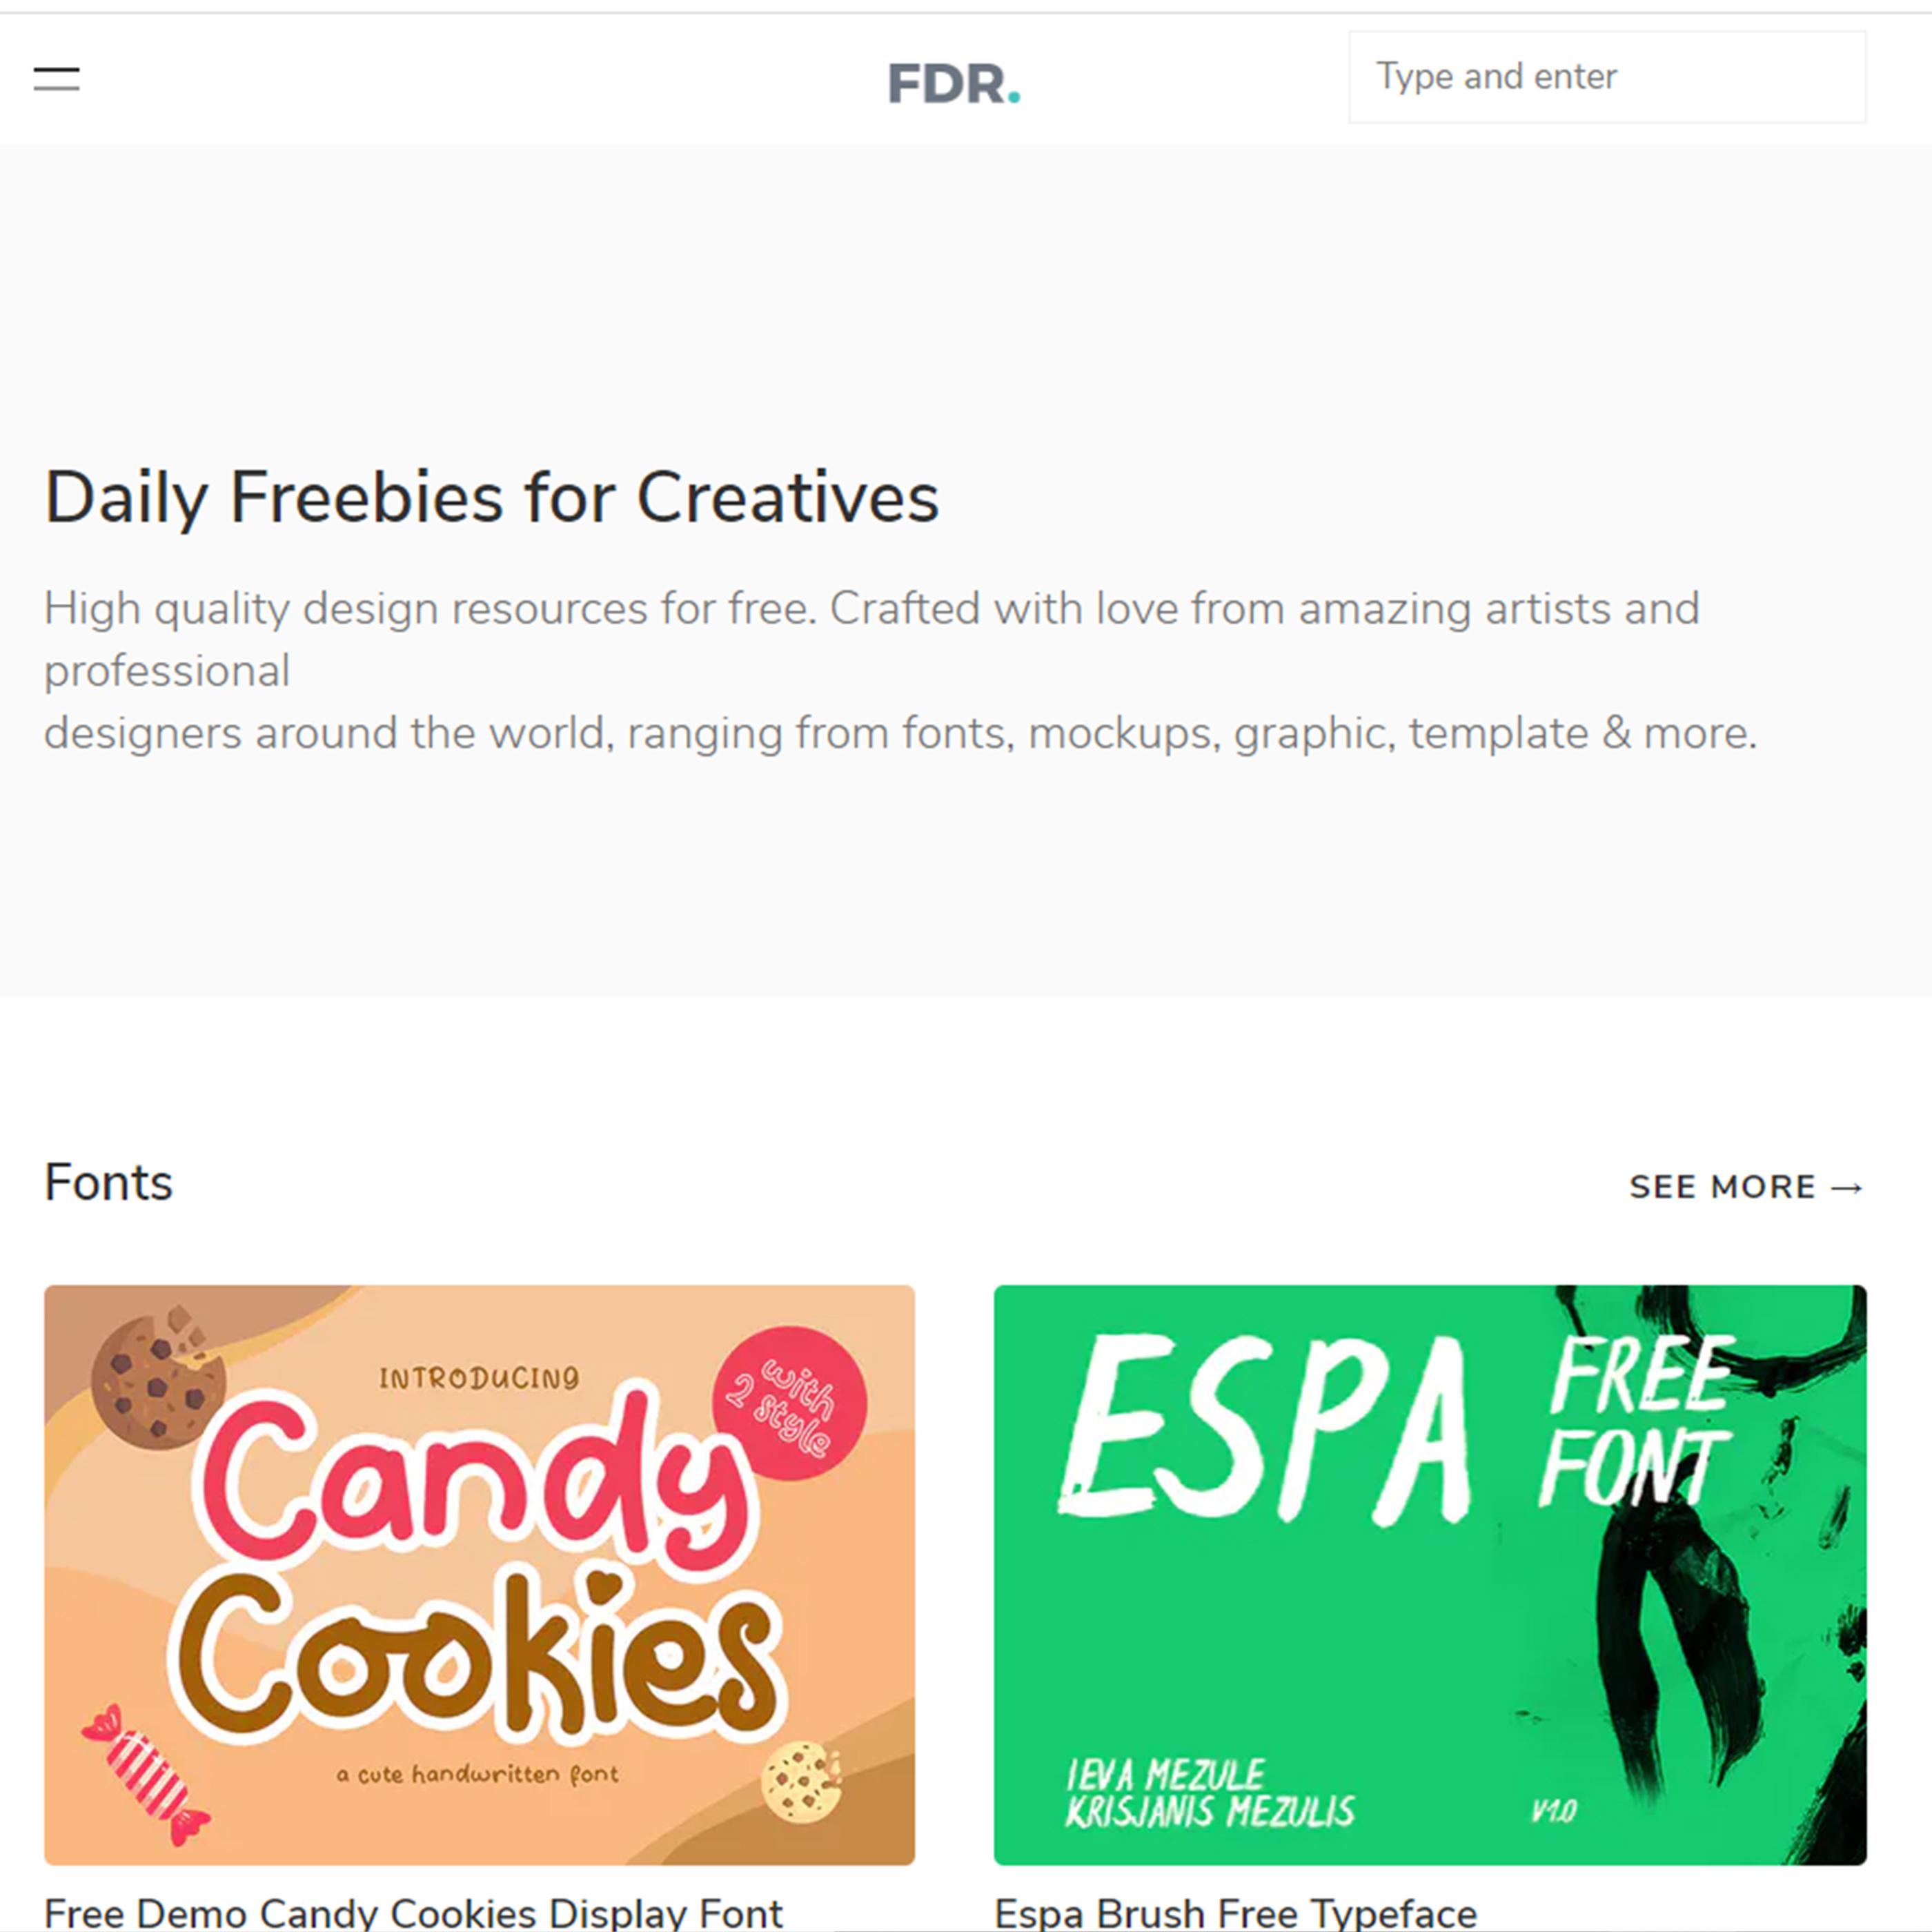 FDR.
Type and enter
Daily Freebies for Creatives
High quality design resources for free. Crafted with love from amazing artists and
professional
designers around the world, ranging from fonts, mockups, graphic, template & more.
Fonts
SEE MORE →
INTRODUCING
with
2 style
Candy
Cookies
a cute handwritten font
ESPA
FREE
FONT
IEVA MEZULE
KRISJANIS MEZULIS
V1.0
Free Demo Candy Cookies Display Font
Espa Brush Free Typeface